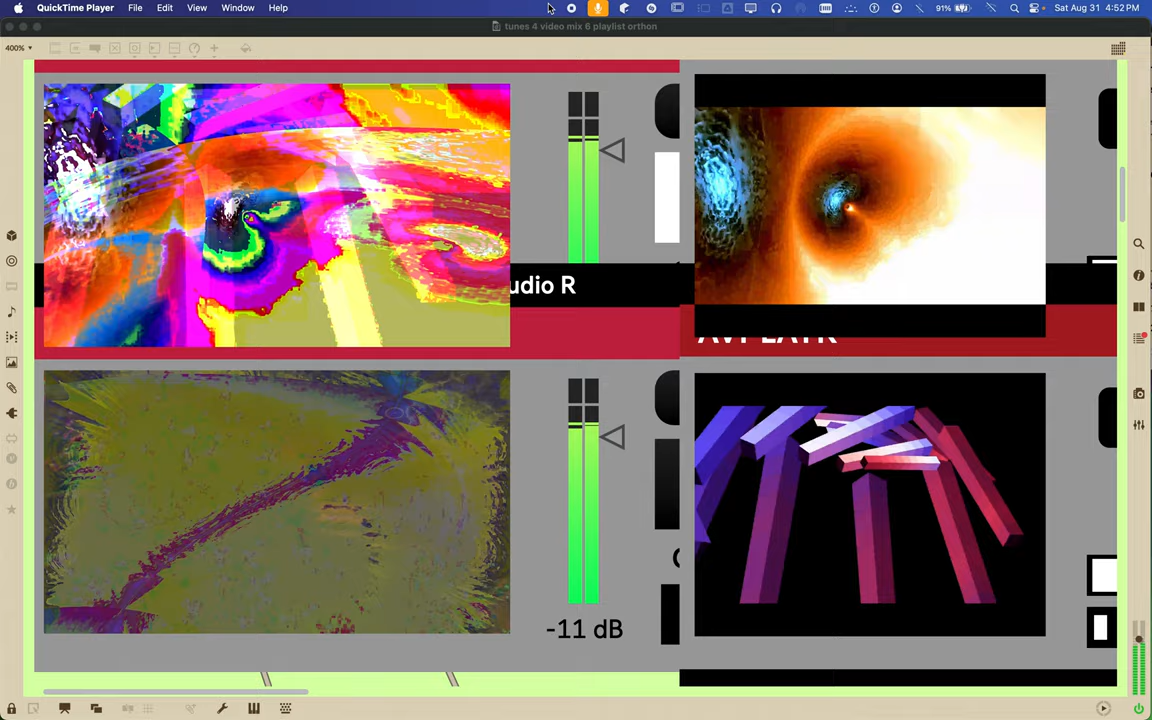 QuickTime Player File Edit View Window Help 91% Sat Aug 31 4:52 PM
tunes 4 video mix 6 playlist orthon
400%
udio R
-11 dB